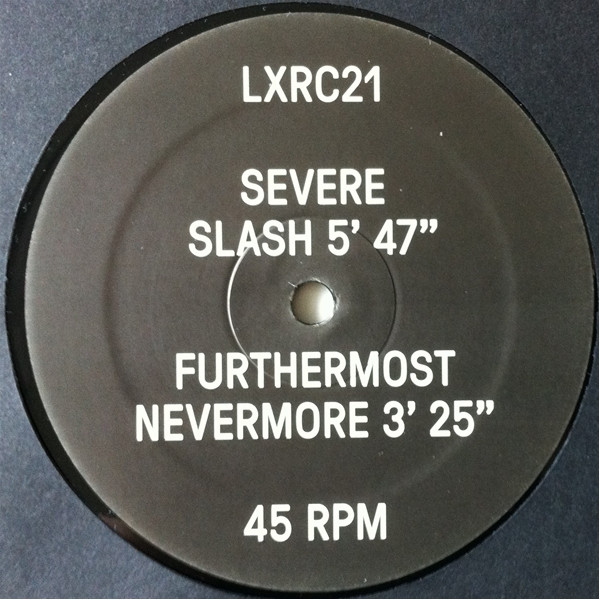 LXRC21
SEVERE
SLASH 5’ 47”
FURTHERMOST
NEVERMORE 3’ 25”
45 RPM